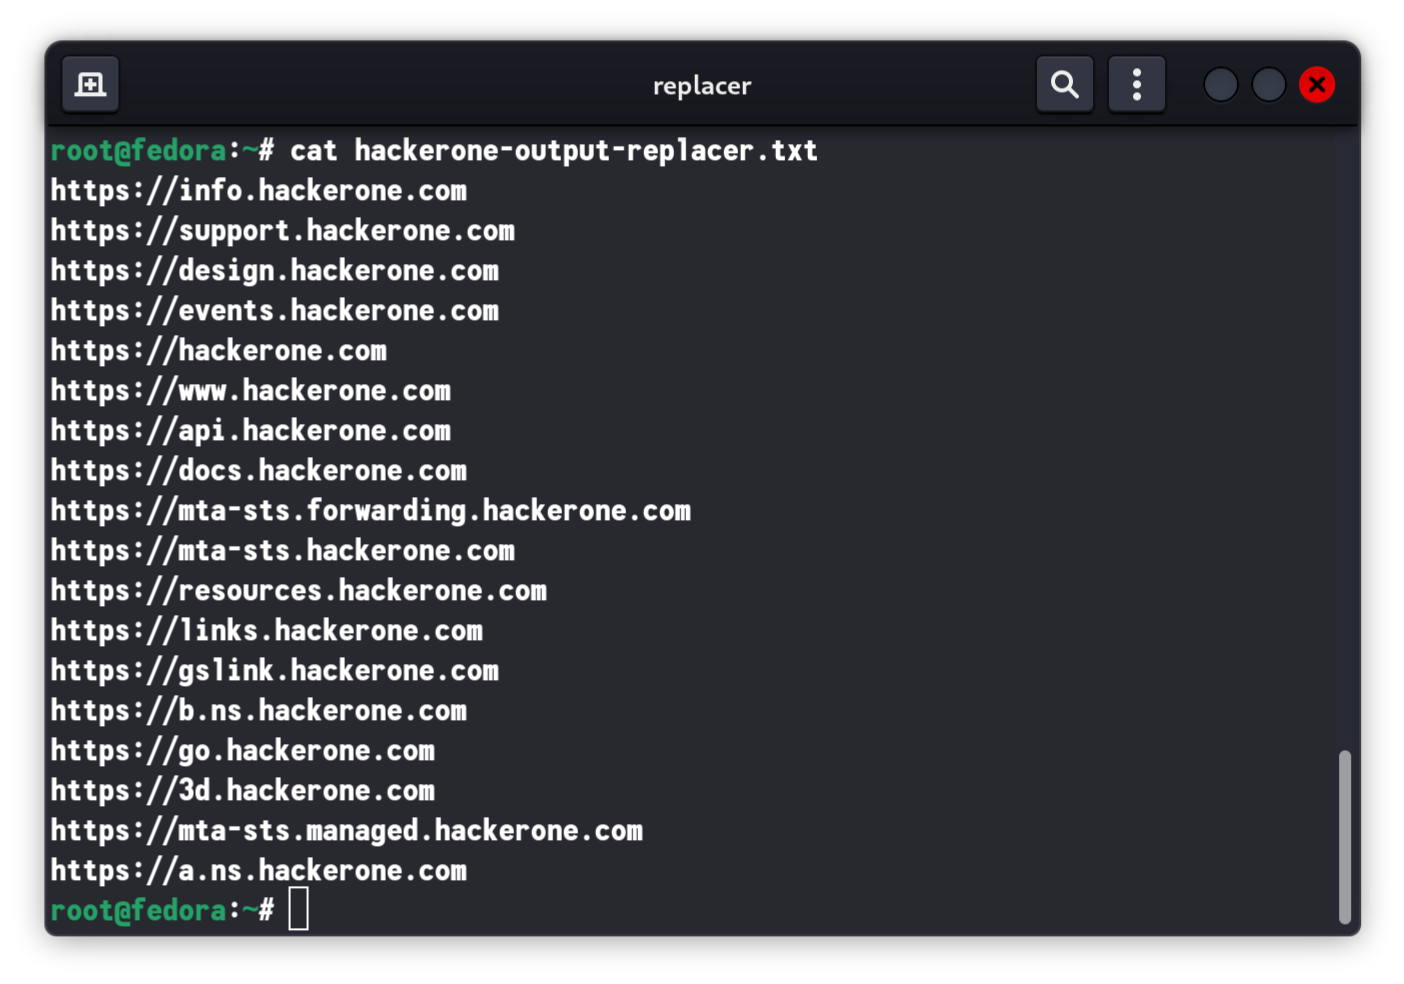 replacer
root@fedora:~# cat hackerone-output-replacer.txt
https://info.hackerone.com
https://support.hackerone.com
https://design.hackerone.com
https://events.hackerone.com
https://hackerone.com
https://www.hackerone.com
https://api.hackerone.com
https://docs.hackerone.com
https://mta-sts.forwarding.hackerone.com
https://mta-sts.hackerone.com
https://resources.hackerone.com
https://links.hackerone.com
https://gslink.hackerone.com
https://b.ns.hackerone.com
https://go.hackerone.com
https://3d.hackerone.com
https://mta-sts.managed.hackerone.com
https://a.ns.hackerone.com
root@fedora:~#